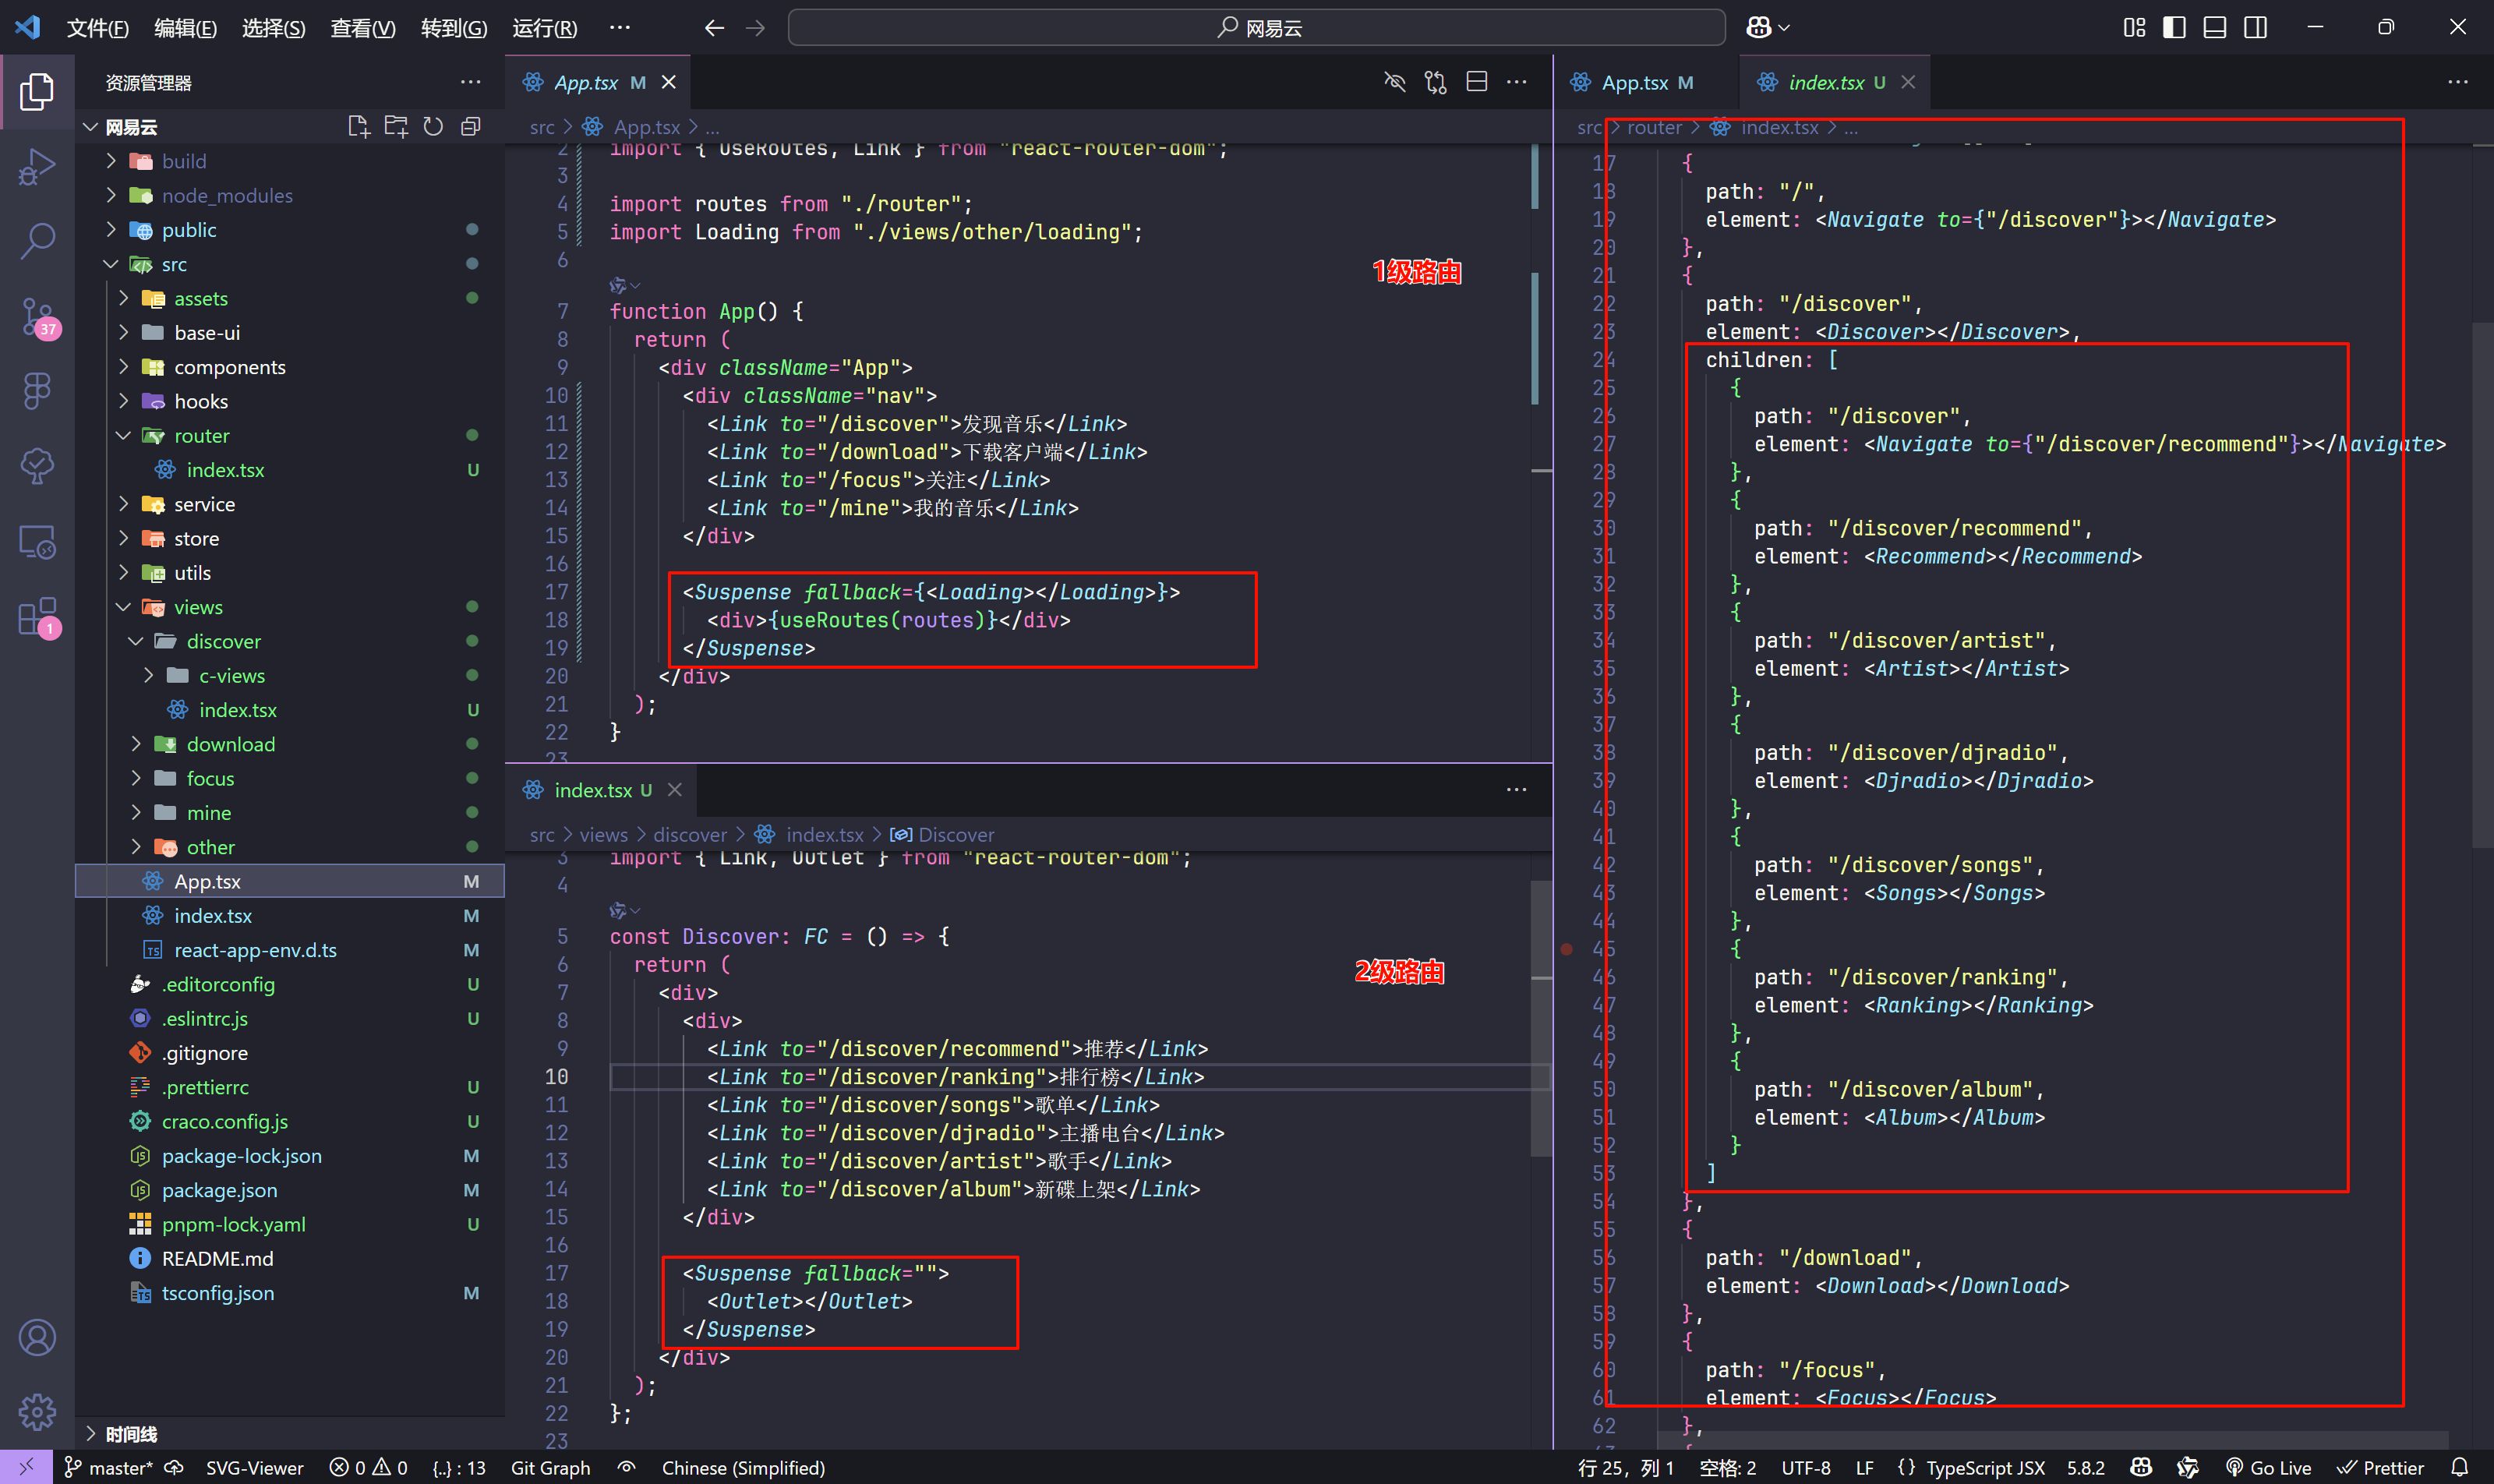 文件(F) 编辑(E) 选择(S) 查看(V) 转到(G) 运行(R) ··· 网易云
资源管理器
网易云
build
node_modules
public
src
assets
base-ui
components
hooks
router
index.tsx U
service
store
utils
views
discover
c-views
index.tsx U
download
focus
mine
other
App.tsx M
index.tsx M
react-app-env.d.ts M
.editorconfig U
.eslintrc.js U
.gitignore
.prettierrc U
craco.config.js U
package-lock.json M
package.json M
pnpm-lock.yaml U
README.md
tsconfig.json M
时间线
37
1
App.tsx M
src > App.tsx > ...
2 import { useRoutes, Link } from "react-router-dom";
3
4 import routes from "./router";
5 import Loading from "./views/other/loading";
6
1级路由
7 function App() {
8 return (
9 <div className="App">
10 <div className="nav">
11 <Link to="/discover">发现音乐</Link>
12 <Link to="/download">下载客户端</Link>
13 <Link to="/focus">关注</Link>
14 <Link to="/mine">我的音乐</Link>
15 </div>
16
17 <Suspense fallback={<Loading></Loading>}>
18 <div>{useRoutes(routes)}</div>
19 </Suspense>
20 </div>
21 );
22 }
23
index.tsx U
src > views > discover > index.tsx > Discover
3 import { Link, Outlet } from "react-router-dom";
4
5 const Discover: FC = () => {
6 return (
2级路由
7 <div>
8 <div>
9 <Link to="/discover/recommend">推荐</Link>
10 <Link to="/discover/ranking">排行榜</Link>
11 <Link to="/discover/songs">歌单</Link>
12 <Link to="/discover/djradio">主播电台</Link>
13 <Link to="/discover/artist">歌手</Link>
14 <Link to="/discover/album">新碟上架</Link>
15 </div>
16
17 <Suspense fallback="">
18 <Outlet></Outlet>
19 </Suspense>
20 </div>
21 );
22 };
23
App.tsx M index.tsx U
src > router > index.tsx > ...
17 {
18 path: "/",
19 element: <Navigate to={"/discover"}></Navigate>
20 },
21 {
22 path: "/discover",
23 element: <Discover></Discover>,
24 children: [
25 {
26 path: "/discover",
27 element: <Navigate to={"/discover/recommend"}></Navigate>
28 },
29 {
30 path: "/discover/recommend",
31 element: <Recommend></Recommend>
32 },
33 {
34 path: "/discover/artist",
35 element: <Artist></Artist>
36 },
37 {
38 path: "/discover/djradio",
39 element: <Djradio></Djradio>
40 },
41 {
42 path: "/discover/songs",
43 element: <Songs></Songs>
44 },
45 {
46 path: "/discover/ranking",
47 element: <Ranking></Ranking>
48 },
49 {
50 path: "/discover/album",
51 element: <Album></Album>
52 }
53 ]
54 },
55 {
56 path: "/download",
57 element: <Download></Download>
58 },
59 {
60 path: "/focus",
61 element: <Focus></Focus>
62 },
master* SVG-Viewer 0 0 {..} : 13 Git Graph Chinese (Simplified) 行 25，列 1 空格: 2 UTF-8 LF {} TypeScript JSX 5.8.2 Go Live Prettier